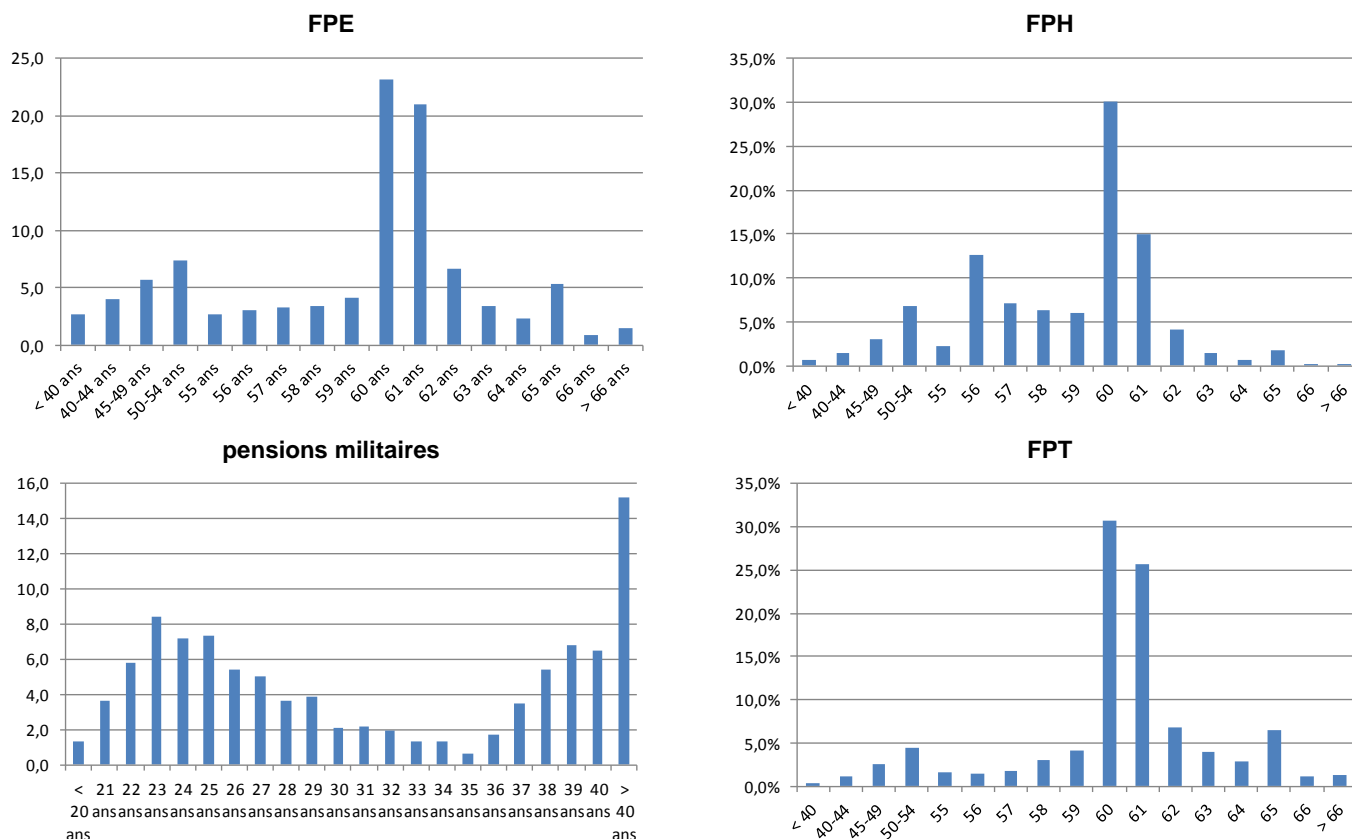 FPE
25,0
20,0
15,0
10,0
5,0
0,0
< 40 ans
40-44 ans
45-49 ans
50-54 ans
55 ans
56 ans
57 ans
58 ans
59 ans
60 ans
61 ans
62 ans
63 ans
64 ans
65 ans
66 ans
> 66 ans
FPH
35,0%
30,0%
25,0%
20,0%
15,0%
10,0%
5,0%
0,0%
< 40
40-44
45-49
50-54
55
56
57
58
59
60
61
62
63
64
65
66
> 66
pensions militaires
16,0
14,0
12,0
10,0
8,0
6,0
4,0
2,0
0,0
< 21 22 23 24 25 26 27 28 29 30 31 32 33 34 35 36 37 38 39 40 >
20 ans ans ans ans ans ans ans ans ans ans ans ans ans ans ans ans ans ans ans ans 40
ans ans
FPT
35,0%
30,0%
25,0%
20,0%
15,0%
10,0%
5,0%
0,0%
< 40
40-44
45-49
50-54
55
56
57
58
59
60
61
62
63
64
65
66
> 66